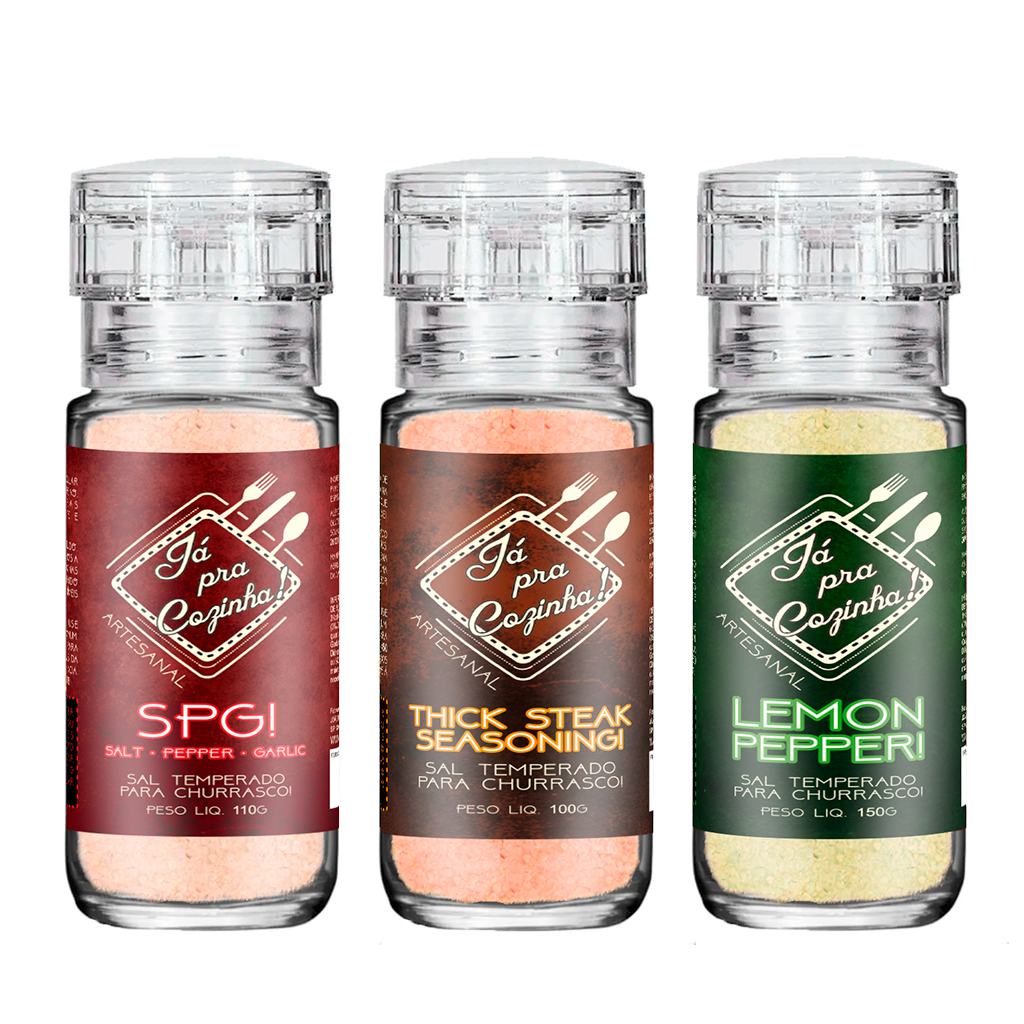 Já
pra
Cozinha!
ARTESANAL
SPG!
SALT • PEPPER • GARLIC
SAL TEMPERADO
PARA CHURRASCO!
PESO LIQ. 110G
Já
pra
Cozinha!
ARTESANAL
THICK STEAK
SEASONING!
SAL TEMPERADO
PARA CHURRASCO!
PESO LIQ. 100G
Já
pra
Cozinha!
ARTESANAL
LEMON
PEPPER!
SAL TEMPERADO
PARA CHURRASCO!
PESO LIQ. 150G